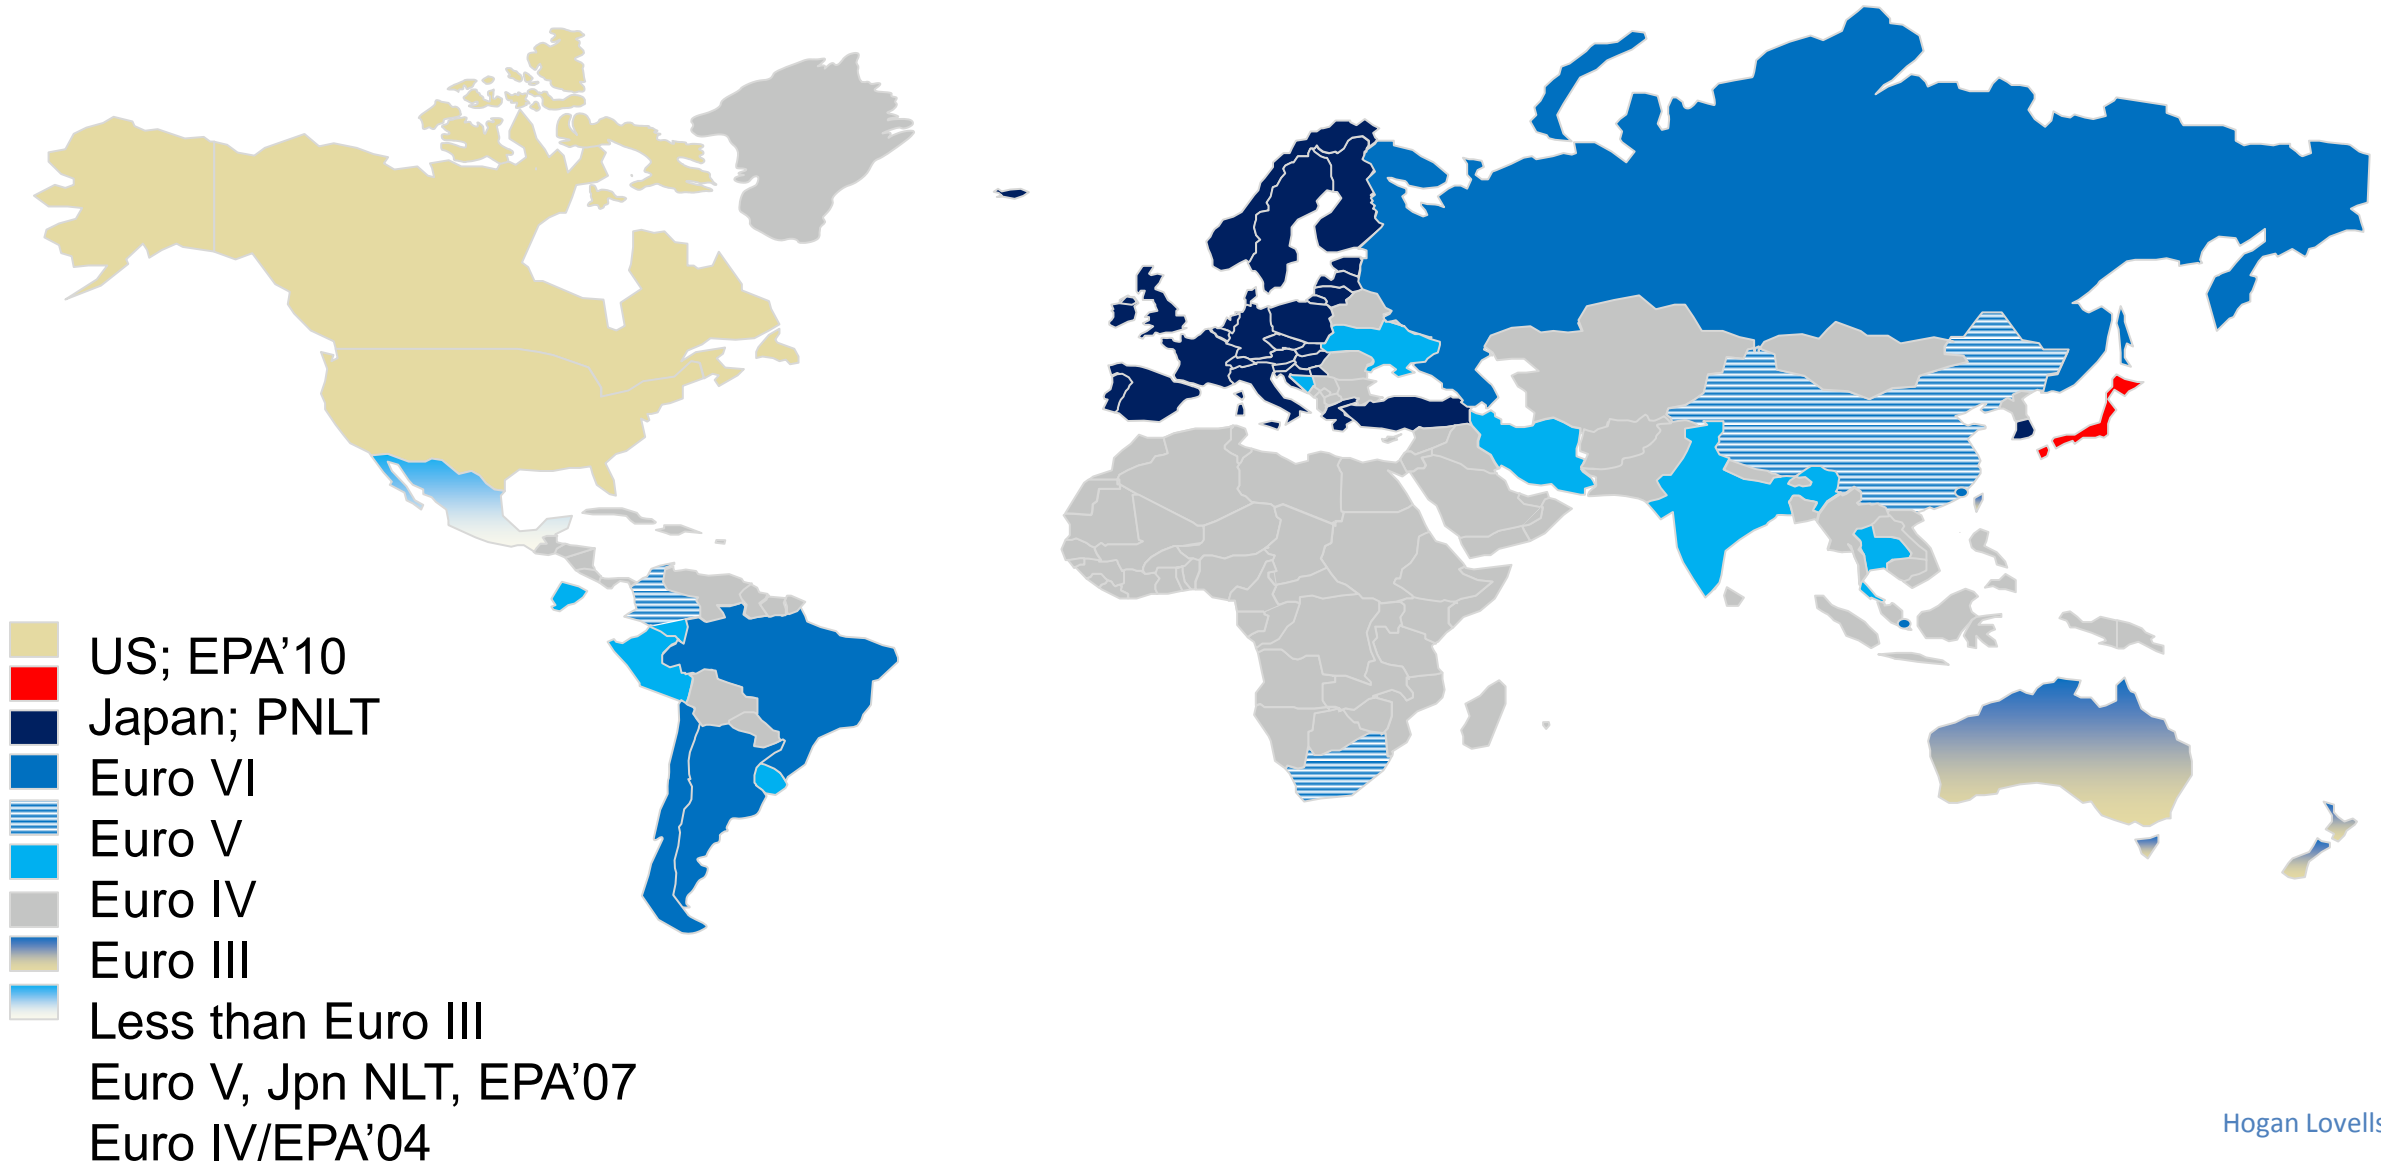 US; EPA’10
Japan; PNLT
Euro VI
Euro V
Euro IV
Euro III
Less than Euro III
Euro V, Jpn NLT, EPA’07
Euro IV/EPA’04
Hogan Lovells